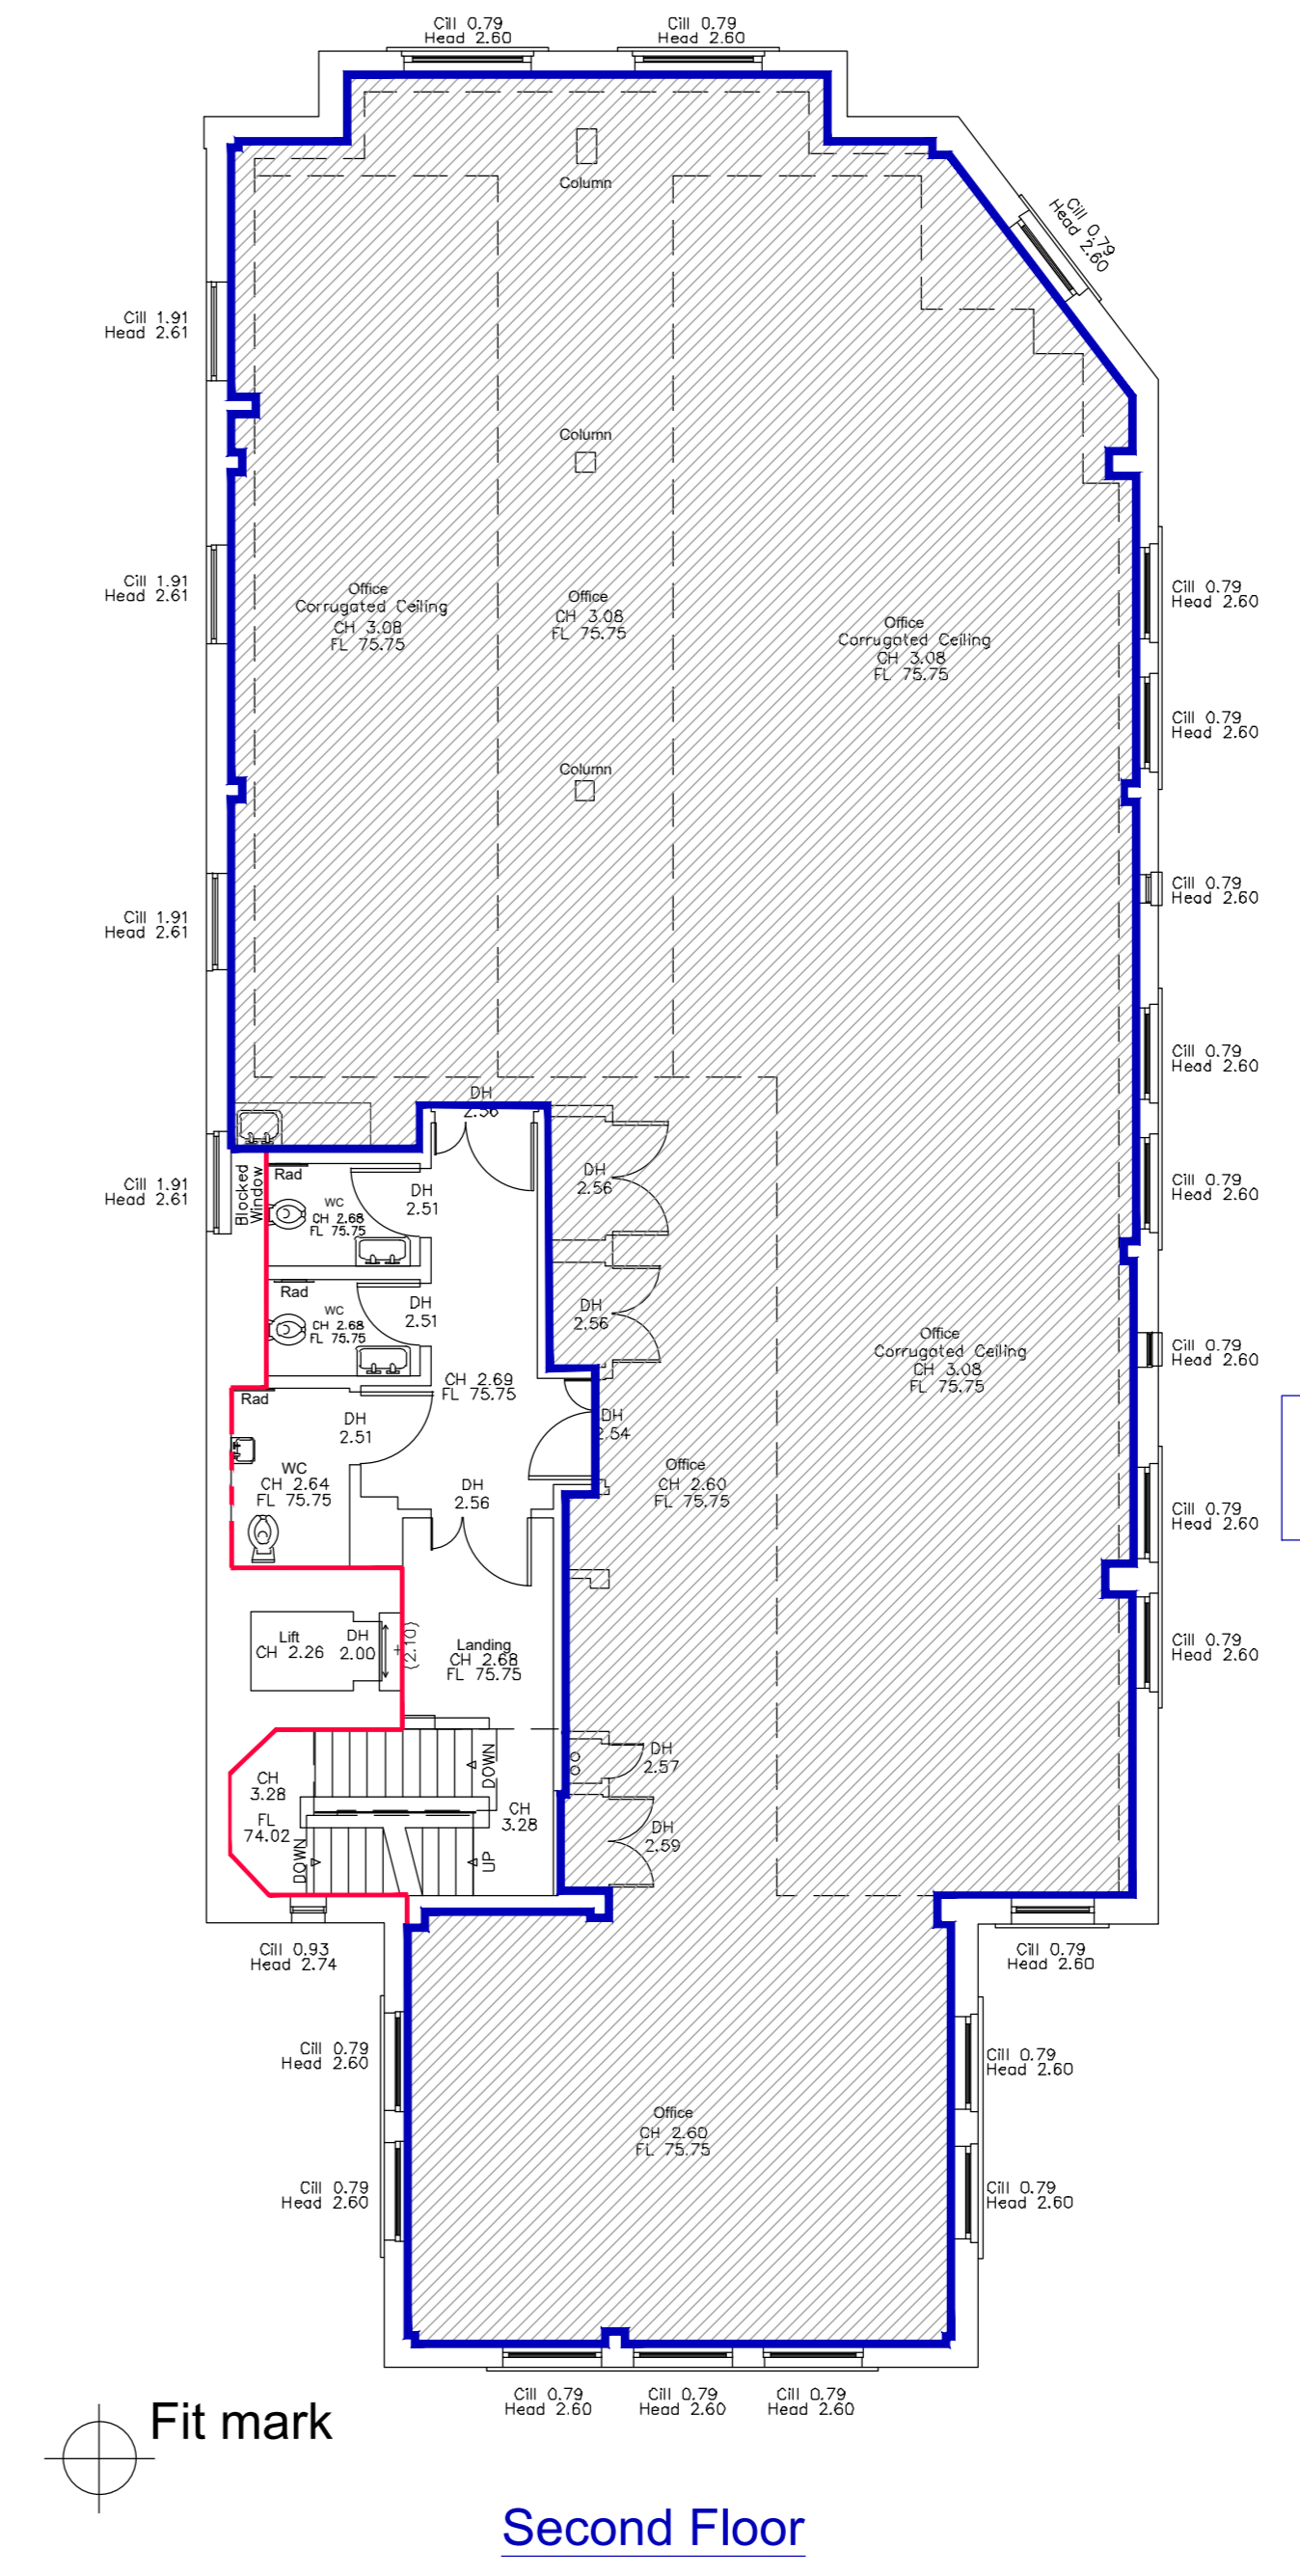 Cill 0.79
Head 2.60
Cill 0.79
Head 2.60
Column
Cill 0.79
Head 2.60
Cill 1.91
Head 2.61
Column
Cill 1.91
Head 2.61
Office
Corrugated Ceiling
CH 3.08
FL 75.75
Office
CH 3.08
FL 75.75
Office
Corrugated Ceiling
CH 3.08
FL 75.75
Cill 0.79
Head 2.60
Cill 0.79
Head 2.60
Column
Cill 1.91
Head 2.61
Cill 0.79
Head 2.60
Cill 0.79
Head 2.60
DH
2.56
Cill 1.91
Head 2.61
Blocked
Window
Rad
WC
CH 2.68
FL 75.75
DH
2.51
DH
2.56
Cill 0.79
Head 2.60
Rad
WC
CH 2.68
FL 75.75
DH
2.51
DH
2.56
Office
Corrugated Ceiling
CH 3.08
FL 75.75
Cill 0.79
Head 2.60
CH 2.69
FL 75.75
Rad
DH
2.51
DH
2.54
WC
CH 2.64
FL 75.75
DH
2.56
Office
CH 2.60
FL 75.75
Cill 0.79
Head 2.60
Lift
CH 2.26
DH
2.00
(2.10)
Landing
CH 2.68
FL 75.75
Cill 0.79
Head 2.60
DOWN
DH
2.57
CH
3.28
FL
74.02
CH
3.28
DH
2.59
DOWN
UP
Cill 0.93
Head 2.74
Cill 0.79
Head 2.60
Cill 0.79
Head 2.60
Cill 0.79
Head 2.60
Office
CH 2.60
FL 75.75
Cill 0.79
Head 2.60
Cill 0.79
Head 2.60
Cill 0.79
Head 2.60
Cill 0.79
Head 2.60
Cill 0.79
Head 2.60
Fit mark
Second Floor